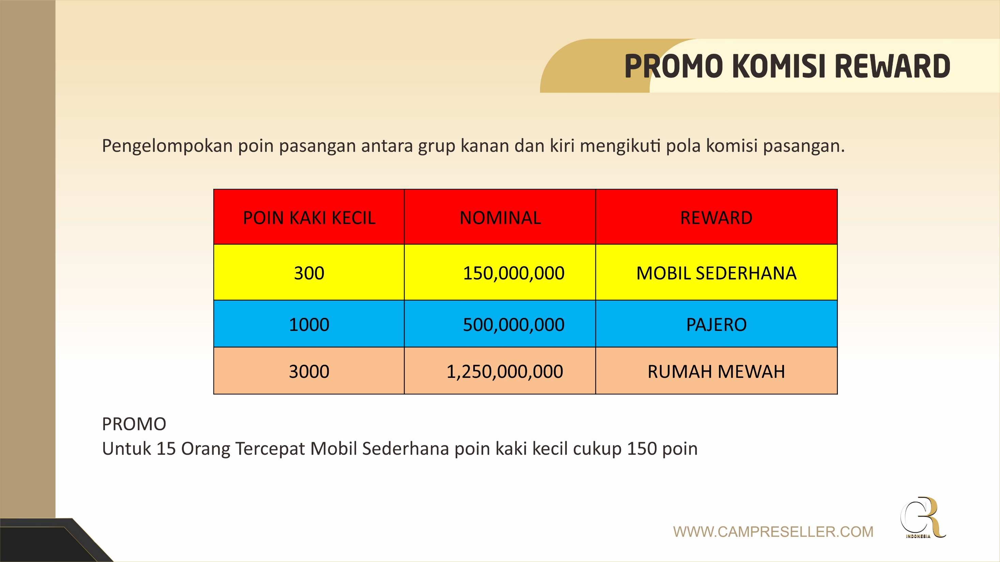 PROMO KOMISI REWARD
Pengelompokan poin pasangan antara grup kanan dan kiri mengikuti pola komisi pasangan.
POIN KAKI KECIL NOMINAL REWARD
300 150,000,000 MOBIL SEDERHANA
1000 500,000,000 PAJERO
3000 1,250,000,000 RUMAH MEWAH
PROMO
Untuk 15 Orang Tercepat Mobil Sederhana poin kaki kecil cukup 150 poin
WWW.CAMPRESELLER.COM
CR
INDONESIA